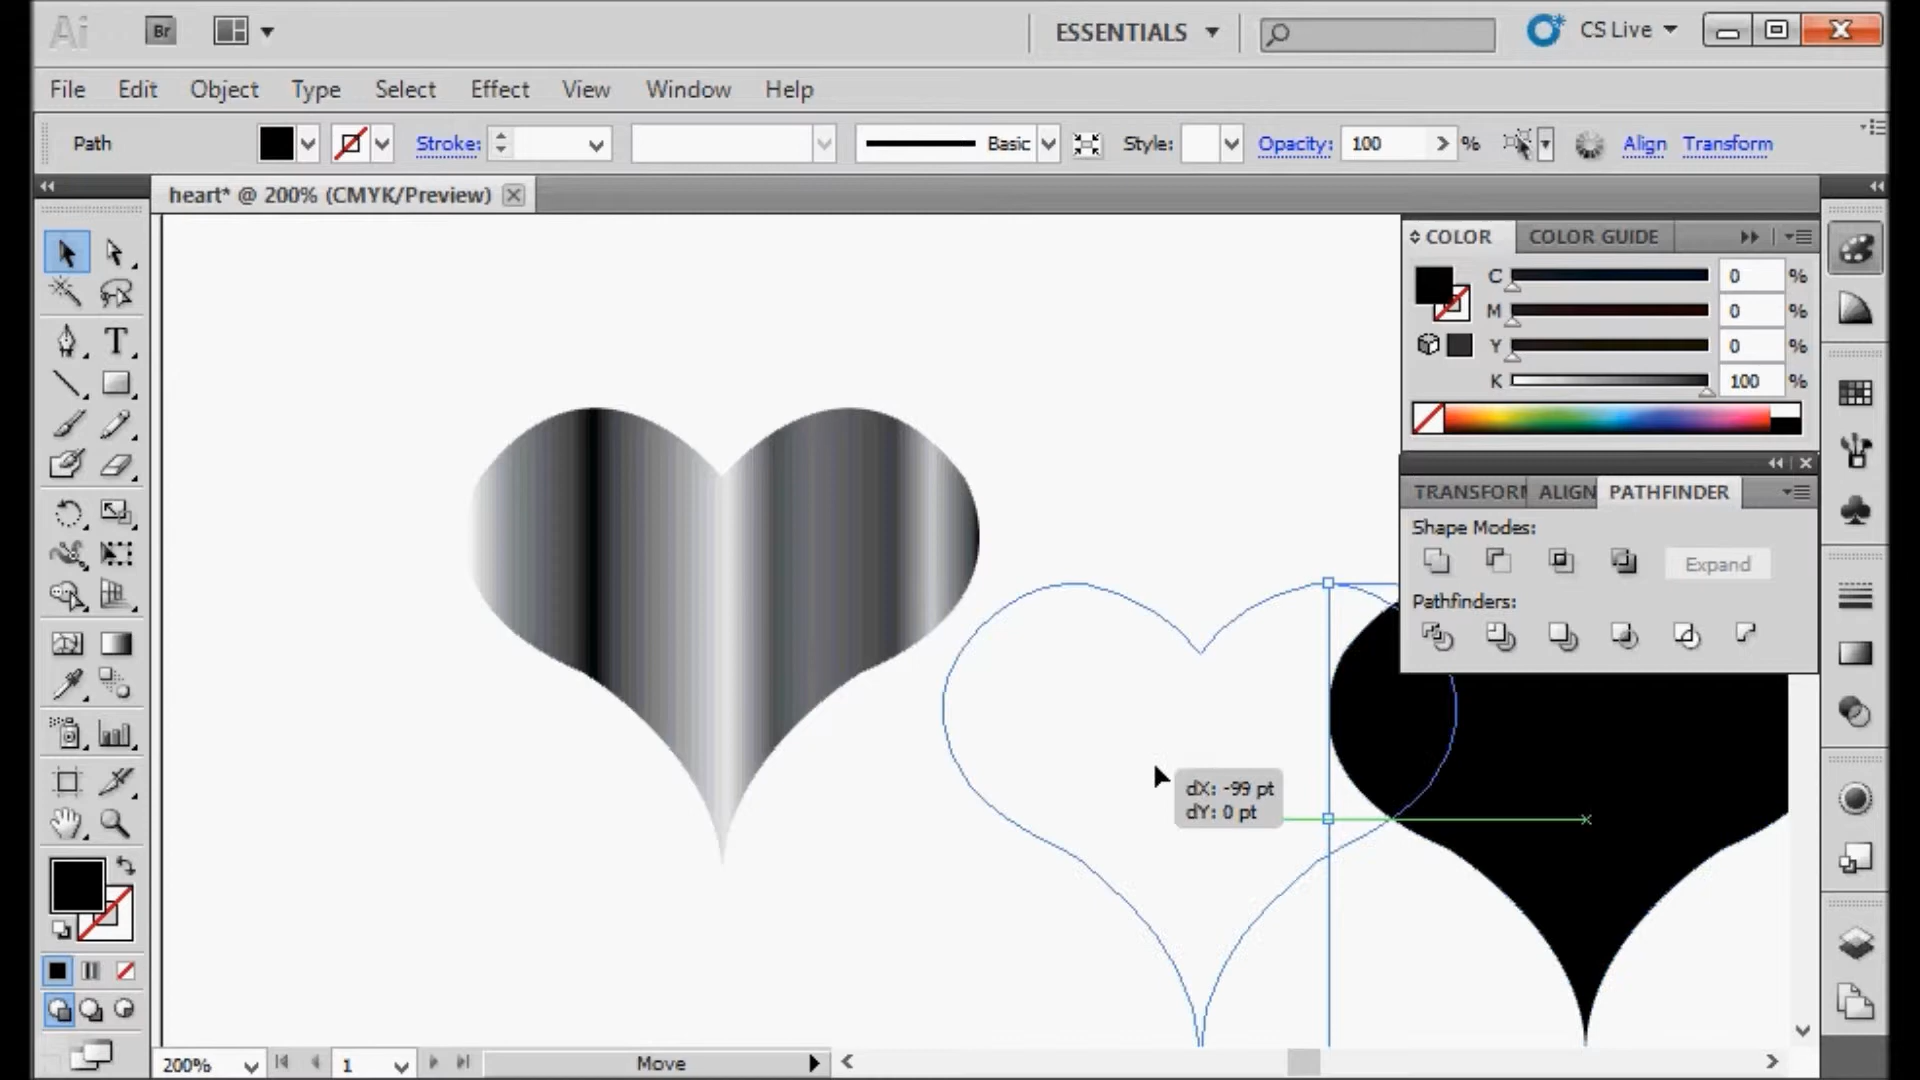 Ai Br ESSENTIALS CS Live
File Edit Object Type Select Effect View Window Help
Path Stroke: Basic Style: Opacity: 100 % Align Transform
heart* @ 200% (CMYK/Preview)
COLOR COLOR GUIDE
C 0 %
M 0 %
Y 0 %
K 100 %
TRANSFORM ALIGN PATHFINDER
Shape Modes:
Expand
Pathfinders:
T
dX: -99 pt
dY: 0 pt
200% 1 Move